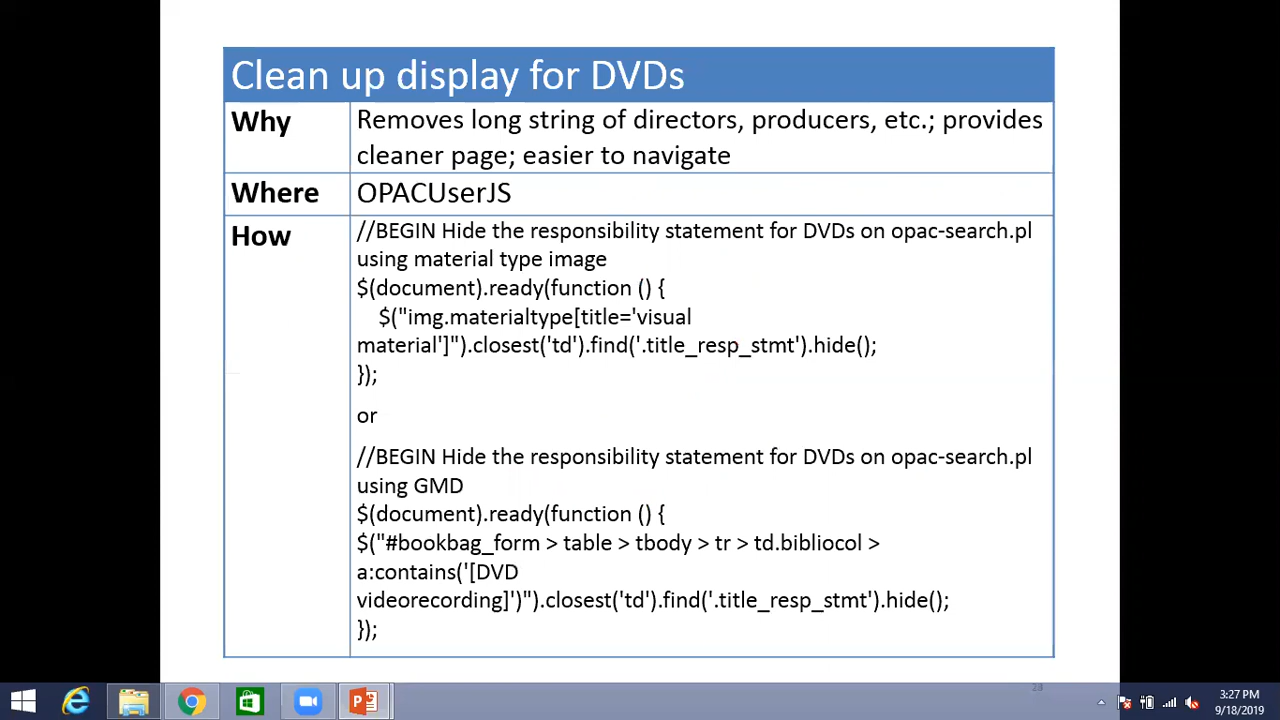 Clean up display for DVDs
Why
Removes long string of directors, producers, etc.; provides
cleaner page; easier to navigate
Where
OPACUserJS
How
//BEGIN Hide the responsibility statement for DVDs on opac-search.pl
using material type image
$(document).ready(function () {
$("img.materialtype[title='visual
material']").closest('td').find('.title_resp_stmt').hide();
});
or
//BEGIN Hide the responsibility statement for DVDs on opac-search.pl
using GMD
$(document).ready(function () {
$("#bookbag_form > table > tbody > tr > td.bibliocol >
a:contains('[DVD
videorecording]')").closest('td').find('.title_resp_stmt').hide();
});
3:27 PM
9/18/2019